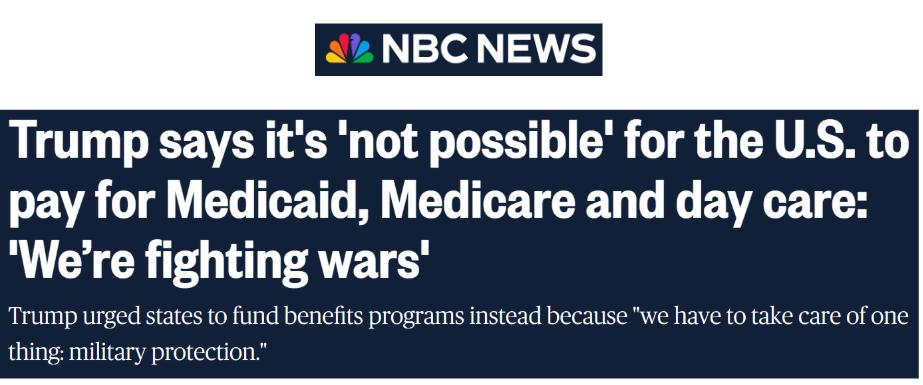 NBC NEWS
Trump says it's 'not possible' for the U.S. to
pay for Medicaid, Medicare and day care:
'We’re fighting wars'
Trump urged states to fund benefits programs instead because "we have to take care of one
thing: military protection."